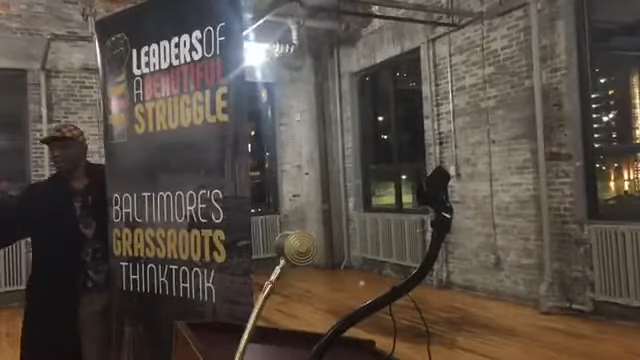 LEADERS OF
A BEAUTIFUL
STRUGGLE
BALTIMORE'S
GRASSROOTS
THINKTANK